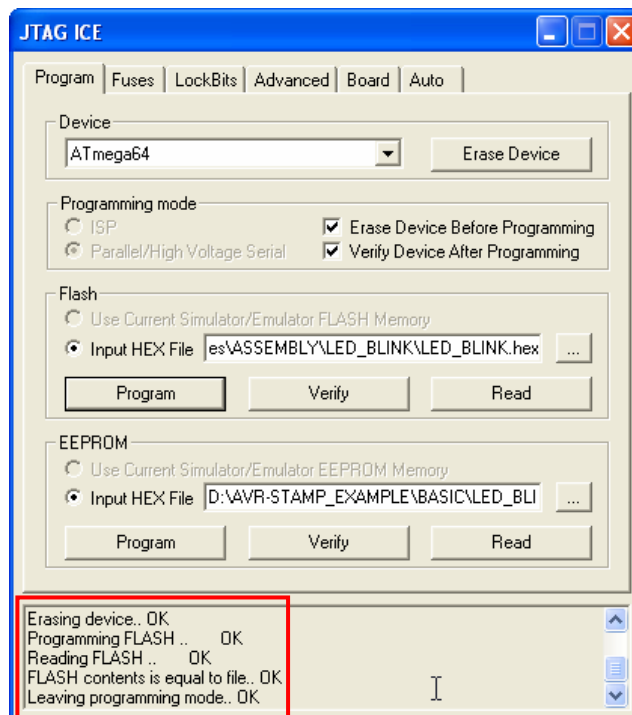 JTAG ICE
Program Fuses LockBits Advanced Board Auto
Device
ATmega64 Erase Device
Programming mode
ISP Erase Device Before Programming
Parallel/High Voltage Serial Verify Device After Programming
Flash
Use Current Simulator/Emulator FLASH Memory
Input HEX File es\ASSEMBLY\LED_BLINK\LED_BLINK.hex ...
Program Verify Read
EEPROM
Use Current Simulator/Emulator EEPROM Memory
Input HEX File D:\AVR-STAMP_EXAMPLE\BASIC\LED_BLI ...
Program Verify Read
Erasing device.. OK
Programming FLASH .. OK
Reading FLASH .. OK
FLASH contents is equal to file.. OK
Leaving programming mode.. OK